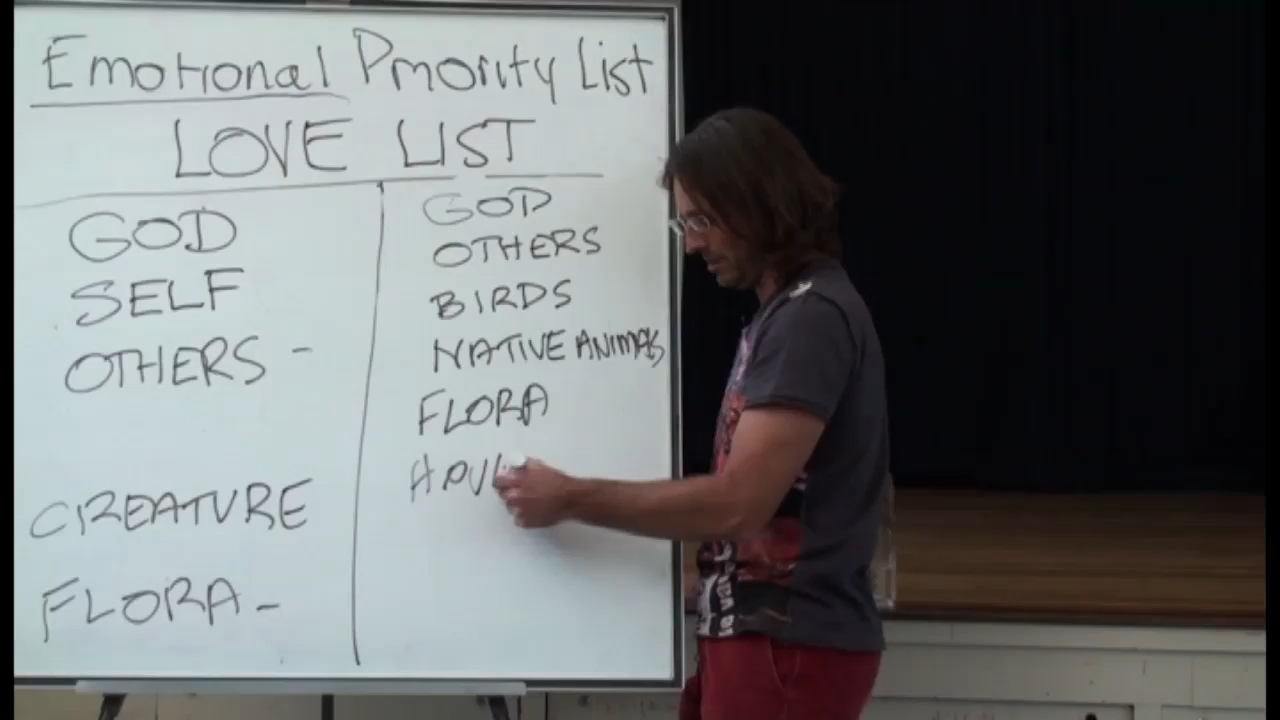 Emotional Priority List
LOVE LIST
GOD
SELF
OTHERS -
CREATURE
FLORA -
GOD
OTHERS
BIRDS
NATIVE ANIMALS
FLORA